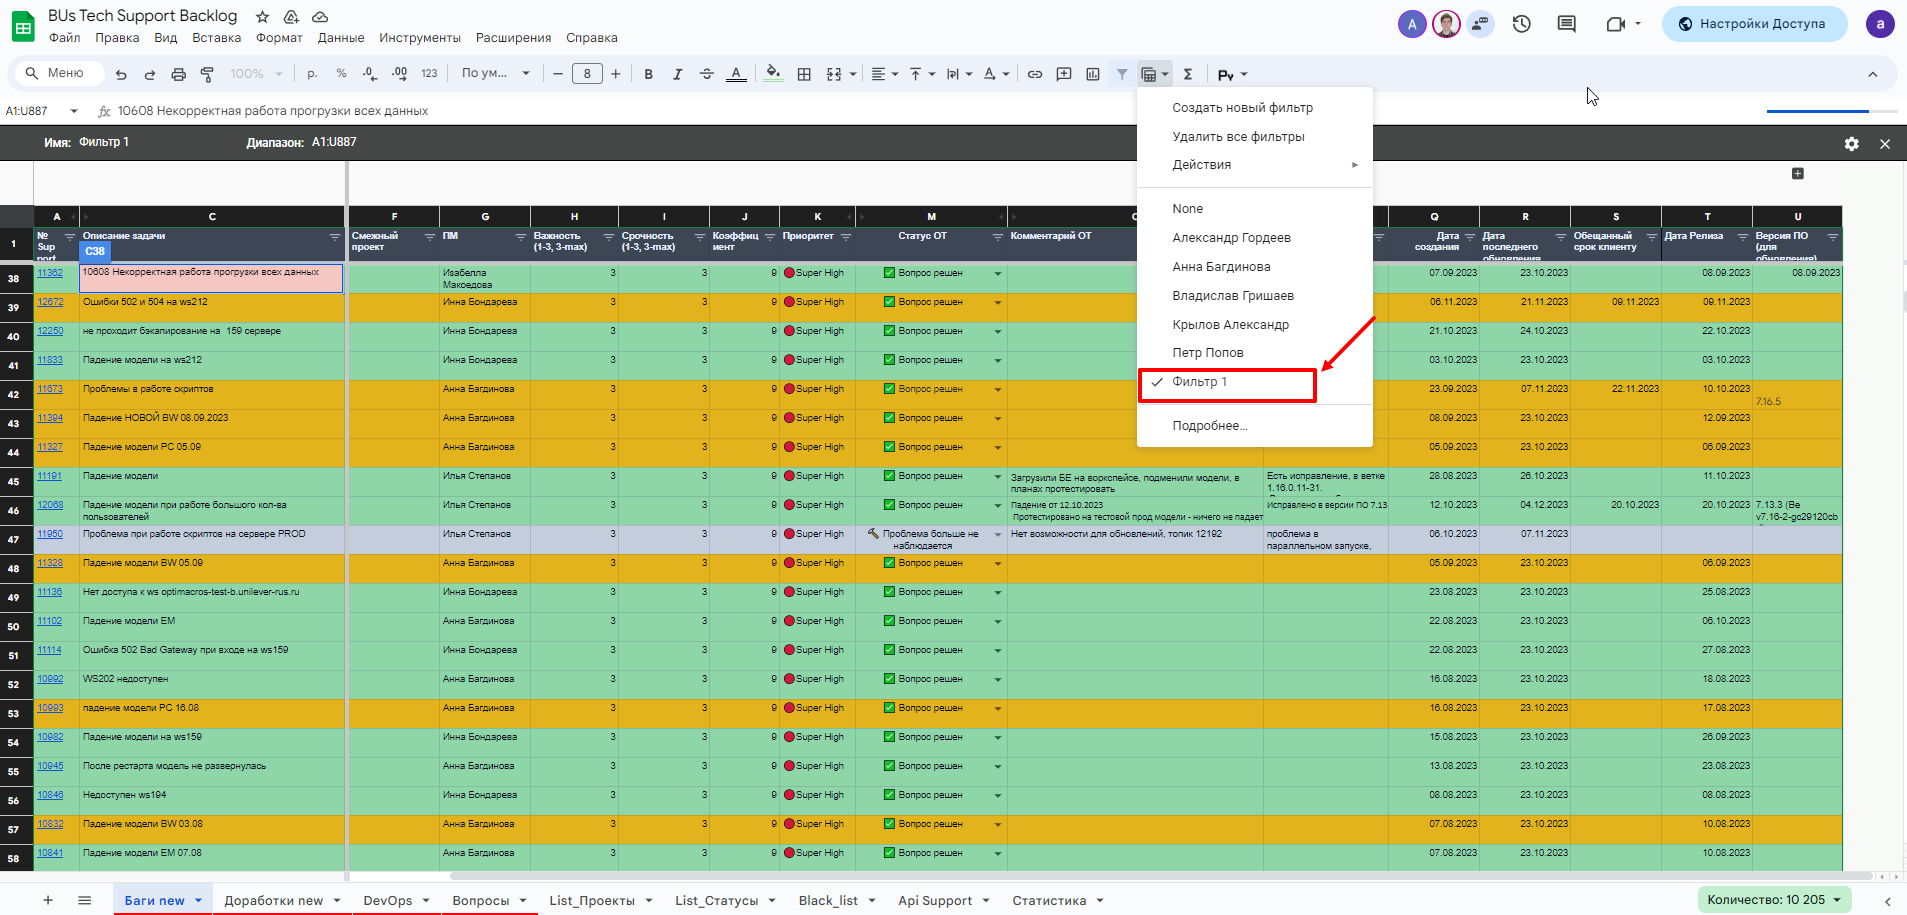 BUs Tech Support Backlog
Файл Правка Вид Вставка Формат Данные Инструменты Расширения Справка
A
Настройки Доступа
a
Меню 100% р. % .0 .00 123 По ум... 8 B I A Σ
A1:U887 fx 10608 Некорректная работа прогрузки всех данных
Имя: Фильтр 1 Диапазон: A1:U887
Создать новый фильтр
Удалить все фильтры
Действия
None
Александр Гордеев
Анна Багдинова
Владислав Гришаев
Крылов Александр
Петр Попов
Фильтр 1
Подробнее...
A C F G H I J K M Q R S T U
1 № Support Описание задачи Смежный проект ПМ Важность (1-3, 3-max) Срочность (1-3, 3-max) Коэффициент Приоритет Статус ОТ Комментарий ОТ Дата создания Дата последнего обновления Обещанный срок клиенту Дата Релиза Версия ПО (для обновления)
C38
38 11362 10608 Некорректная работа прогрузки всех данных Изабелла Макоедова 3 3 9 Super High Вопрос решен 07.09.2023 23.10.2023 08.09.2023 08.09.2023
39 12672 Ошибки 502 и 504 на ws212 Инна Бондарева 3 3 9 Super High Вопрос решен 06.11.2023 21.11.2023 09.11.2023 09.11.2023
40 12250 не проходит бэкапирование на 159 сервере Инна Бондарева 3 3 9 Super High Вопрос решен 21.10.2023 24.10.2023 22.10.2023
41 11833 Падение модели на ws212 Инна Бондарева 3 3 9 Super High Вопрос решен 03.10.2023 23.10.2023 03.10.2023
42 11673 Проблемы в работе скриптов Анна Багдинова 3 3 9 Super High Вопрос решен 23.09.2023 07.11.2023 22.11.2023 10.10.2023 7.16.5
43 11394 Падение НОВОЙ BW 08.09.2023 Анна Багдинова 3 3 9 Super High Вопрос решен 08.09.2023 23.10.2023 12.09.2023
44 11327 Падение модели PC 05.09 Анна Багдинова 3 3 9 Super High Вопрос решен 05.09.2023 23.10.2023 06.09.2023
45 11191 Падение модели Илья Степанов 3 3 9 Super High Вопрос решен Загрузили БЕ на воркспейсе, подменили модели, в планах протестировать Есть исправление, в ветке 1.16.0.11-31. 28.08.2023 26.10.2023 11.10.2023
46 12068 Падение модели при работе большого кол-ва пользователей Илья Степанов 3 3 9 Super High Вопрос решен Падение от 12.10.2023 Протестировано на тестовой прод модели - ничего не падает Исправлено в версии ПО 7.13 12.10.2023 04.12.2023 20.10.2023 20.10.2023 7.13.3 (Be v7.16-2-gc29120cb
47 11950 Проблема при работе скриптов на сервере PROD Илья Степанов 3 3 9 Super High Проблема больше не наблюдается Нет возможности для обновлений, топик 12192 проблема в параллельном запуске, 06.10.2023 07.11.2023
48 11328 Падение модели BW 05.09 Анна Багдинова 3 3 9 Super High Вопрос решен 05.09.2023 23.10.2023 06.09.2023
49 11136 Нет доступа к ws optimacros-test-b.unilever-rus.ru Инна Бондарева 3 3 9 Super High Вопрос решен 23.08.2023 23.10.2023 25.08.2023
50 11102 Падение модели EM Анна Багдинова 3 3 9 Super High Вопрос решен 22.08.2023 23.10.2023 06.10.2023
51 11114 Ошибка 502 Bad Gateway при входе на ws159 Инна Бондарева 3 3 9 Super High Вопрос решен 22.08.2023 23.10.2023 27.08.2023
52 10992 WS202 недоступен Анна Багдинова 3 3 9 Super High Вопрос решен 16.08.2023 23.10.2023 18.08.2023
53 10993 падение модели PC 16.08 Анна Багдинова 3 3 9 Super High Вопрос решен 16.08.2023 23.10.2023 17.08.2023
54 10982 Падение модели на ws159 Инна Бондарева 3 3 9 Super High Вопрос решен 15.08.2023 23.10.2023 26.09.2023
55 10945 После рестарта модель не развернулась Анна Багдинова 3 3 9 Super High Вопрос решен 13.08.2023 23.10.2023 23.08.2023
56 10846 Недоступен ws194 Инна Бондарева 3 3 9 Super High Вопрос решен 08.08.2023 23.10.2023 08.08.2023
57 10832 Падение модели BW 03.08 Анна Багдинова 3 3 9 Super High Вопрос решен 07.08.2023 23.10.2023 10.08.2023
58 10841 Падение модели EM 07.08 Анна Багдинова 3 3 9 Super High Вопрос решен 07.08.2023 23.10.2023 10.08.2023
Баги new Доработки new DevOps Вопросы List_Проекты List_Статусы Black_list Api Support Статистика Количество: 10 205